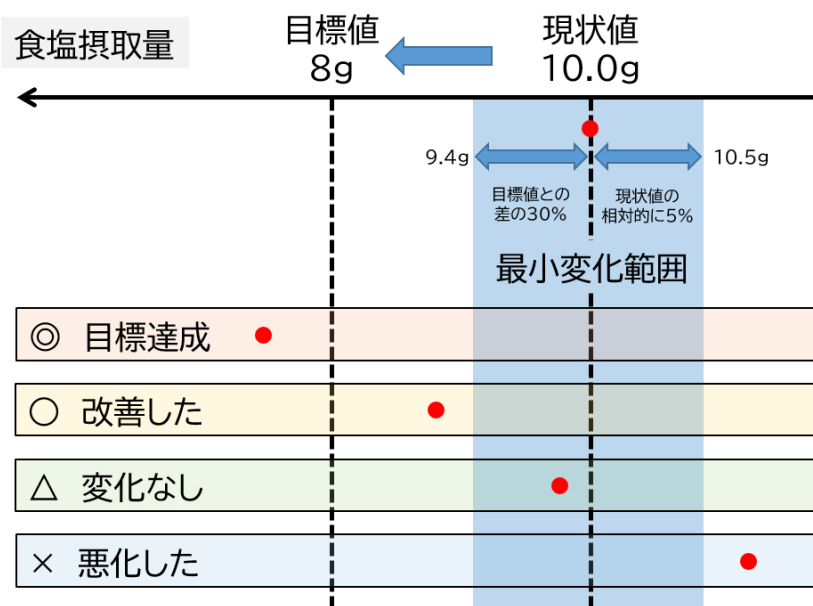 食塩摂取量
目標値
8g
現状値
10.0g
9.4g
10.5g
目標値との
差の30%
現状値の
相対的に5%
最小変化範囲
◎ 目標達成
○ 改善した
△ 変化なし
× 悪化した